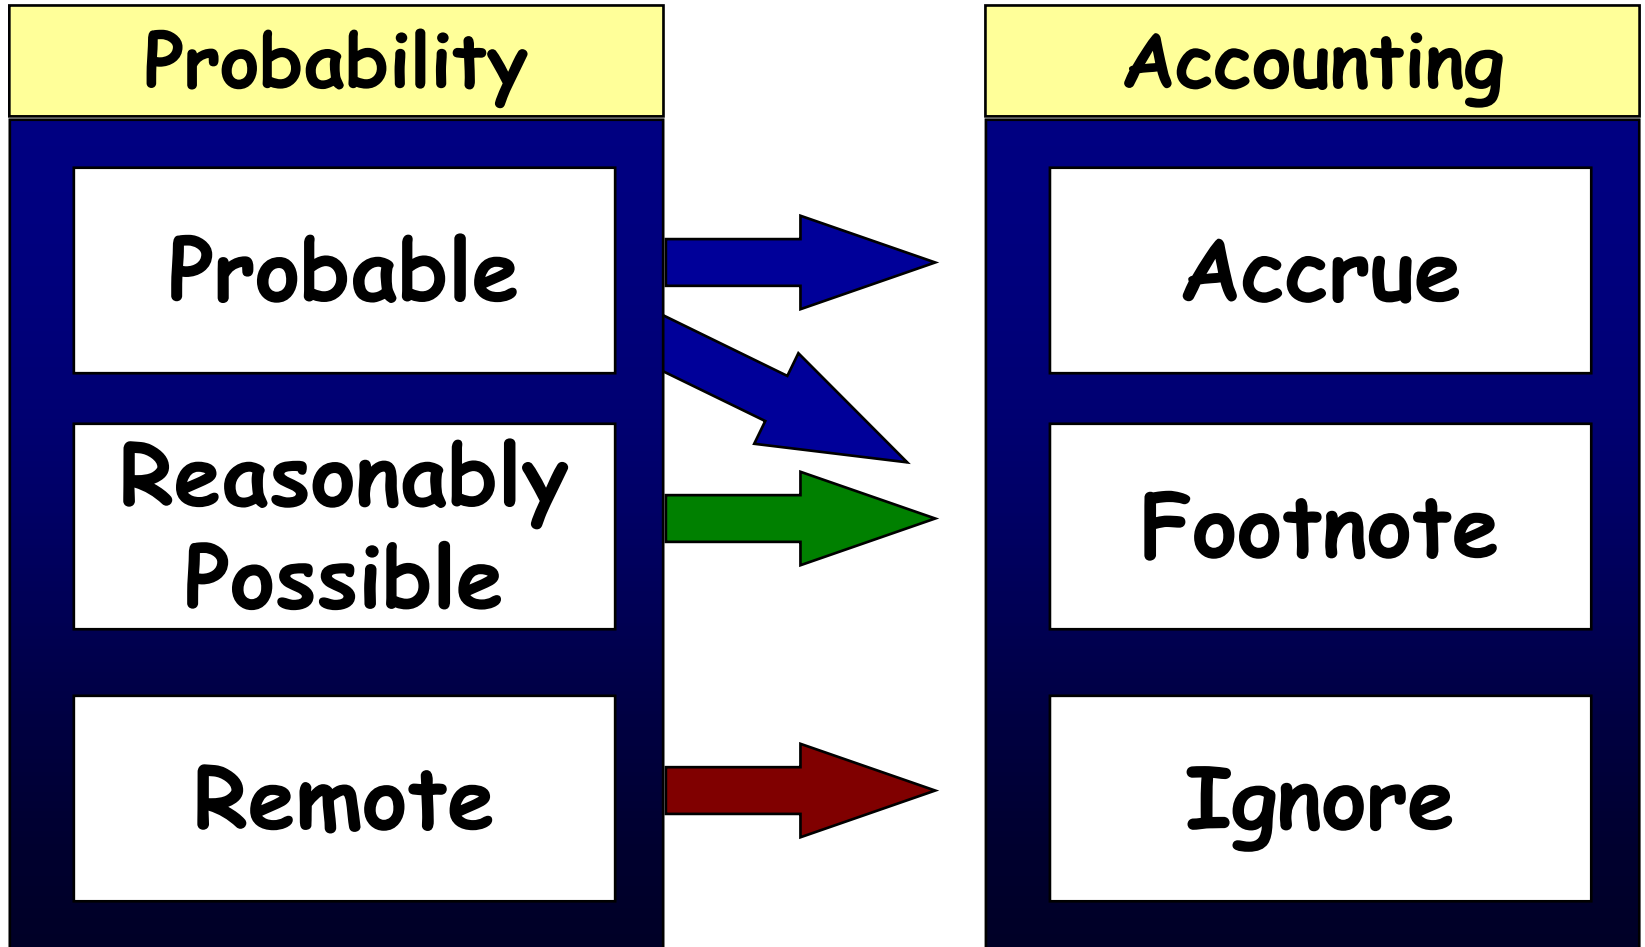 Probability
Accounting
Probable
Accrue
Reasonably
Possible
Footnote
Remote
Ignore